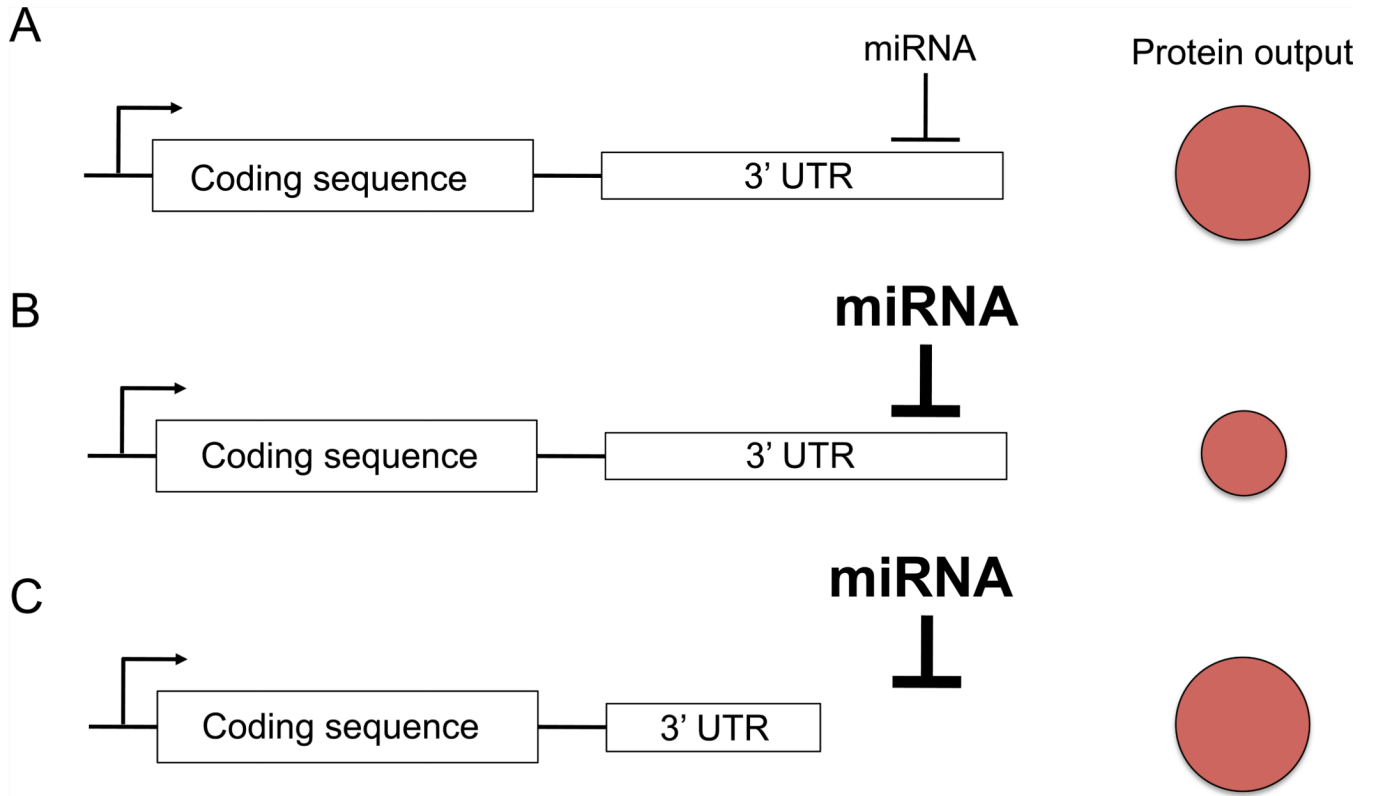 A
miRNA
Protein output
Coding sequence
3’ UTR
B
miRNA
Coding sequence
3’ UTR
C
miRNA
Coding sequence
3’ UTR